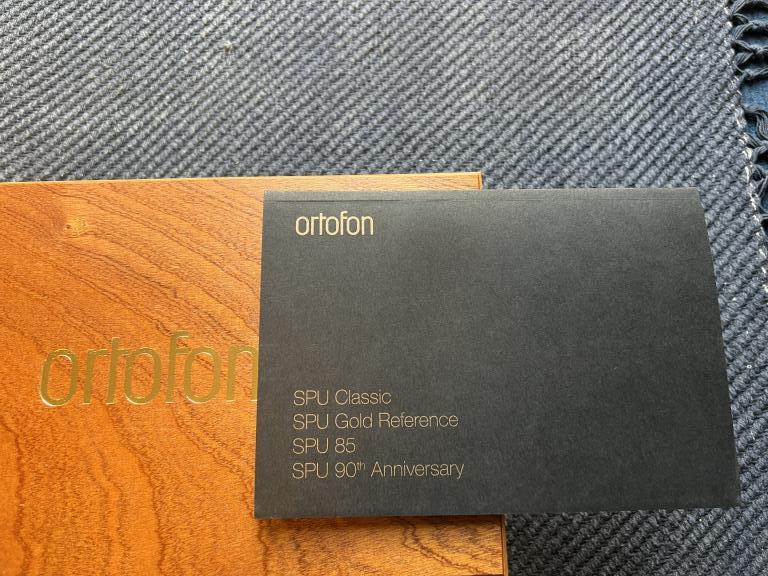 ortofon
ortofon
SPU Classic
SPU Gold Reference
SPU 85
SPU 90th Anniversary